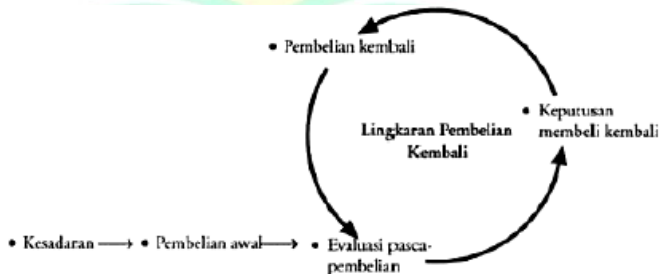 • Pembelian kembali
Lingkaran Pembelian
Kembali
• Keputusan
membeli kembali
• Kesadaran → • Pembelian awal → • Evaluasi pasca-
pembelian